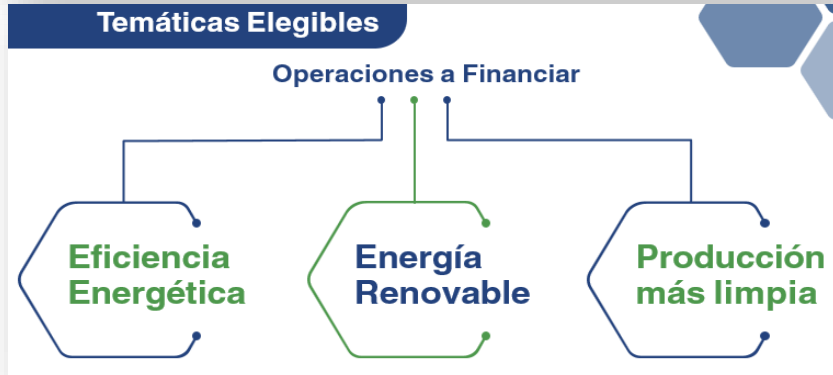 Temáticas Elegibles
Operaciones a Financiar
Eficiencia
Energética
Energía
Renovable
Producción
más limpia